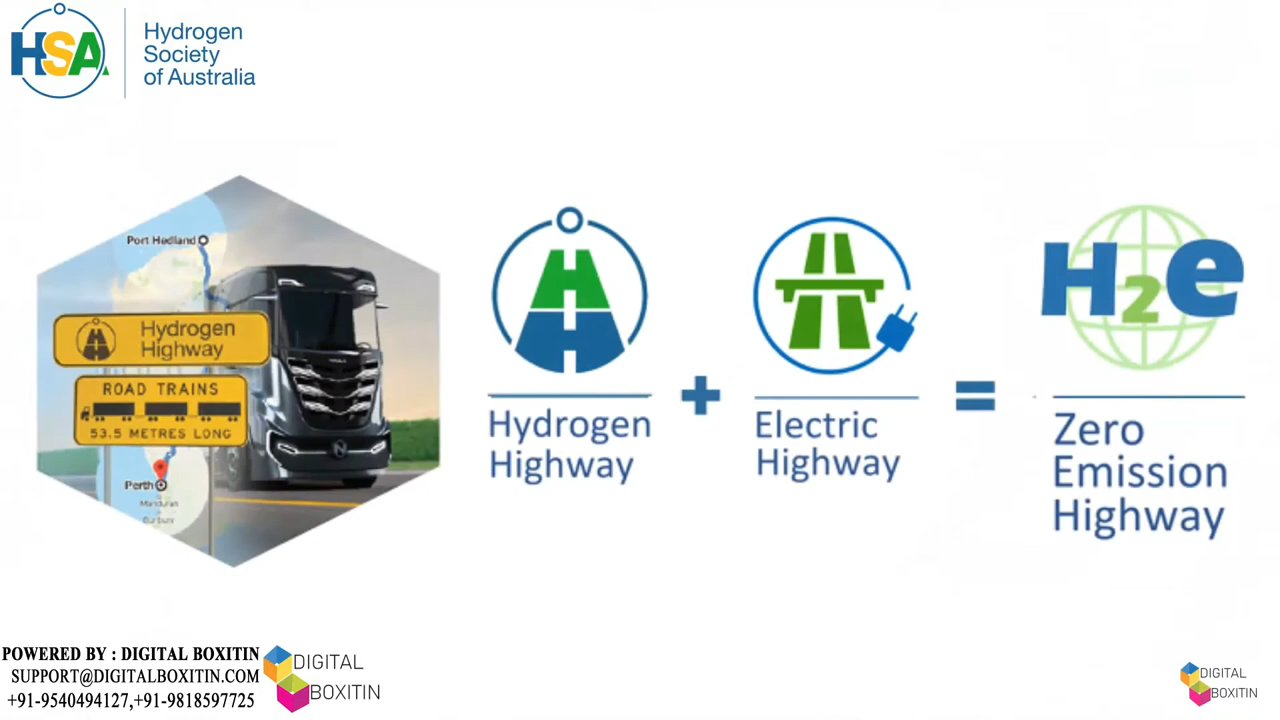 HSA
Hydrogen
Society
of Australia
Port Hedland
Hydrogen
Highway
ROAD TRAINS
53.5 METRES LONG
Perth
Mandurah
Hydrogen
Highway
+
Electric
Highway
=
H2e
Zero
Emission
Highway
POWERED BY : DIGITAL BOXITIN
SUPPORT@DIGITALBOXITIN.COM
+91-9540494127,+91-9818597725
DIGITAL
BOXITIN
DIGITAL
BOXITIN